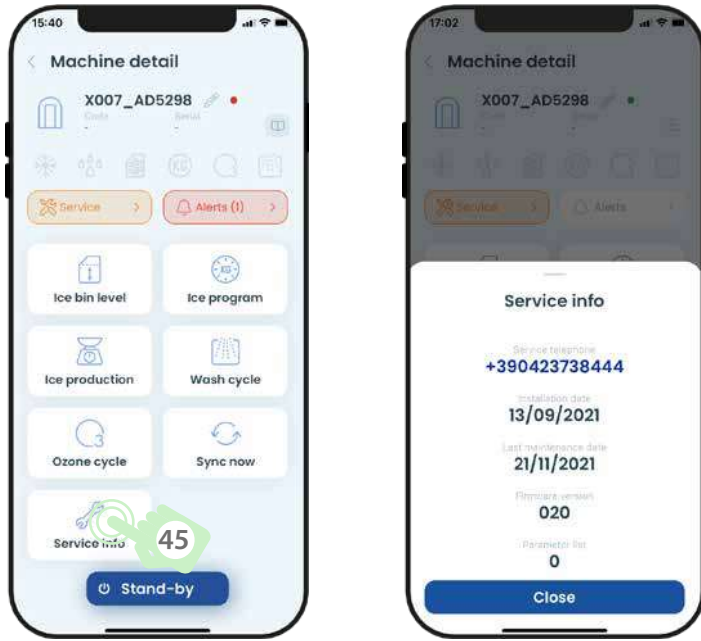 15:40
Machine detail
X007_AD5298
Code
Serial
-
-
KG
Service
Alerts (1)
Ice bin level
KG
Ice program
Ice production
Wash cycle
3
Ozone cycle
Sync now
Service info
45
Stand-by
17:02
Machine detail
X007_AD5298
-
-
Service
Alerts
Service info
Service telephone
+390423738444
Installation date
13/09/2021
Last maintenance date
21/11/2021
Firmware version
020
Parameter list
0
Close